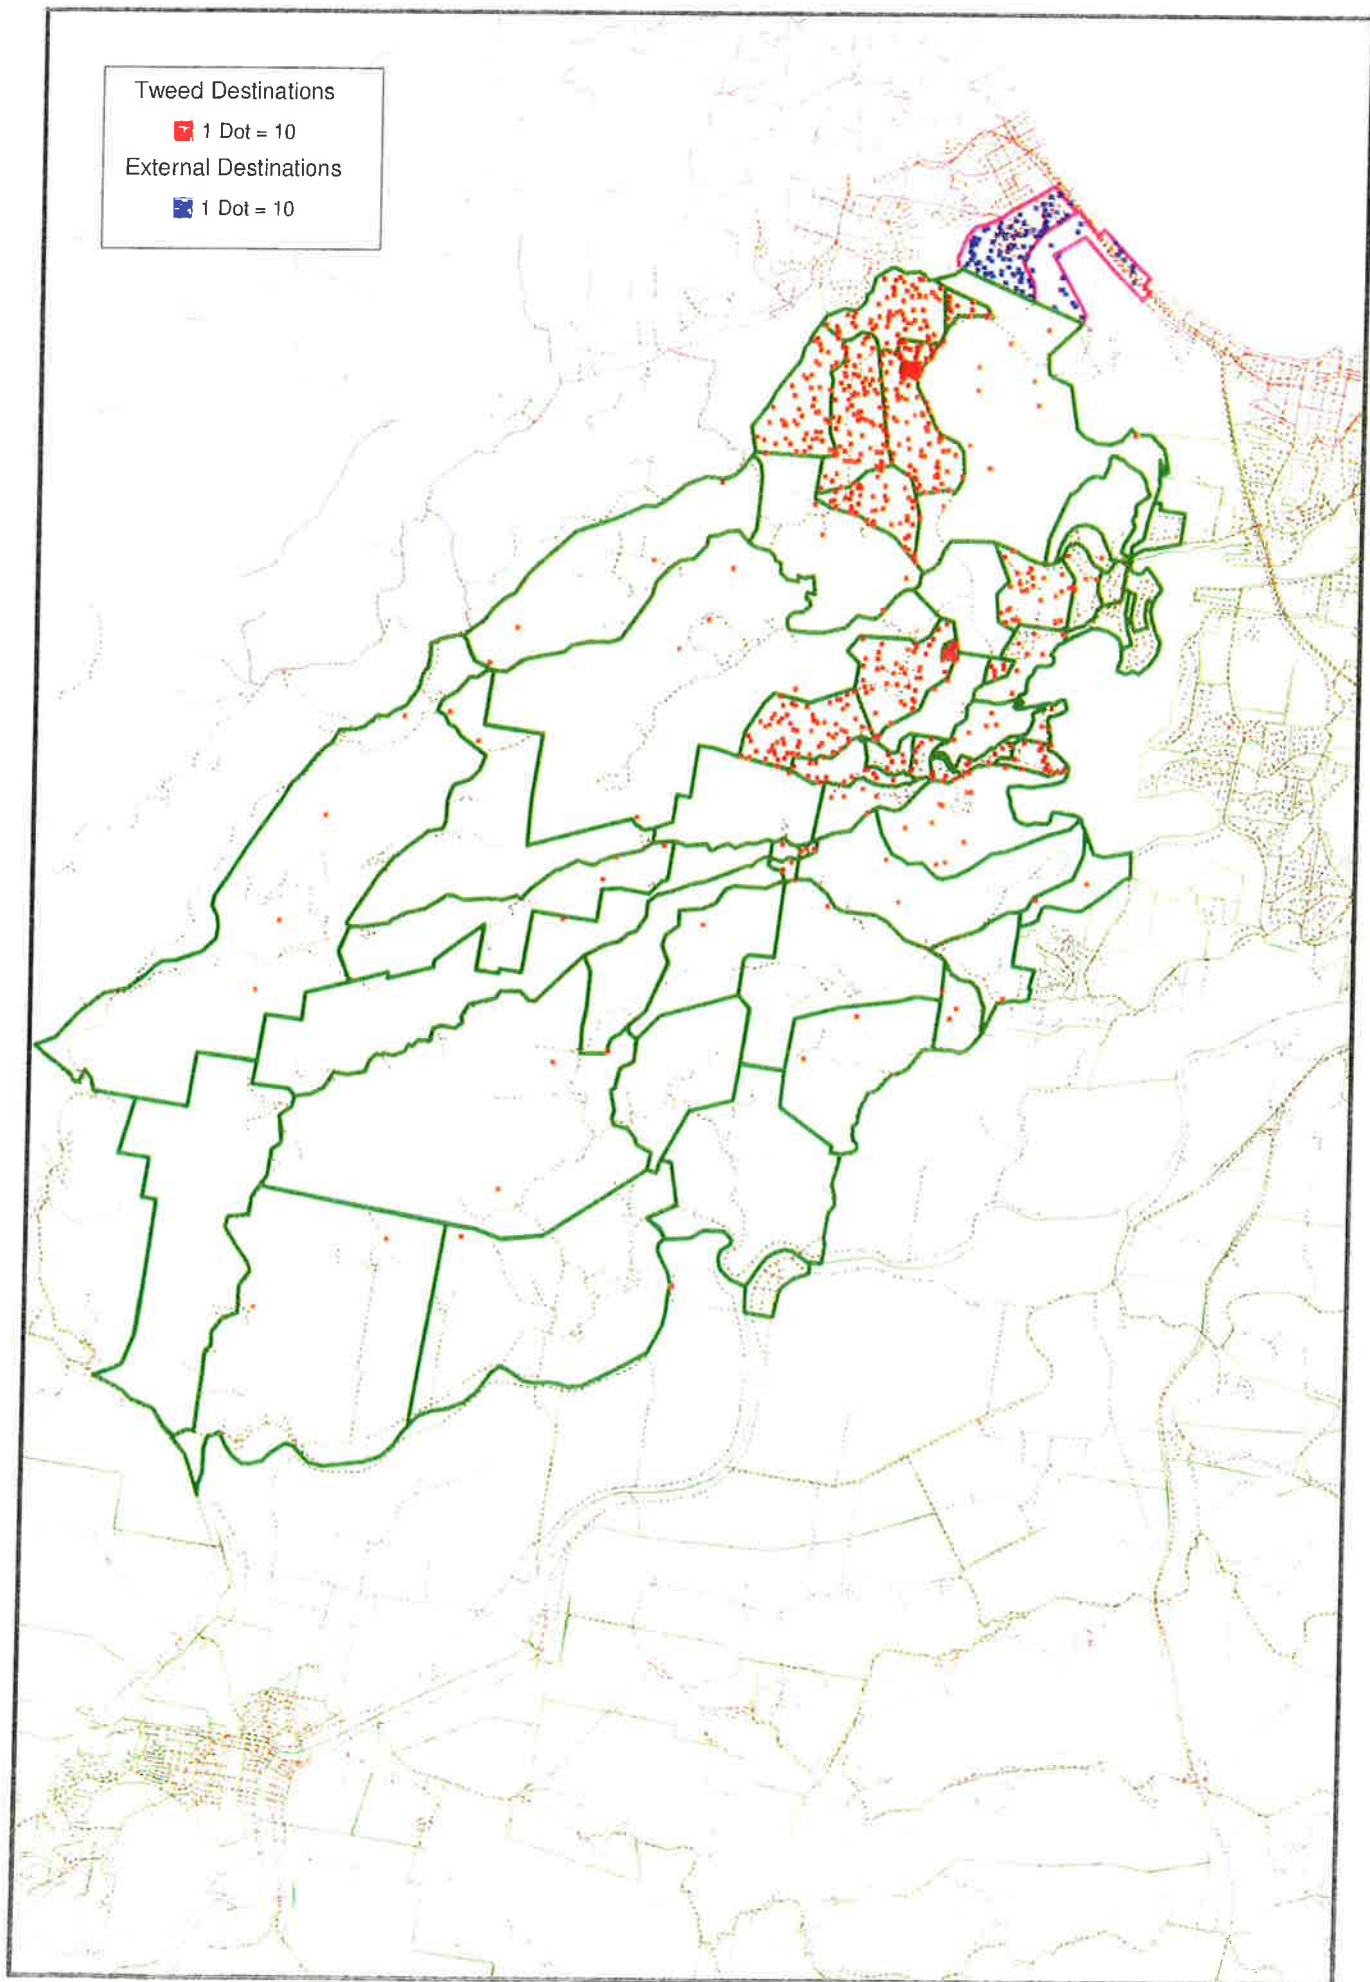 Tweed Destinations
1 Dot = 10
External Destinations
1 Dot = 10